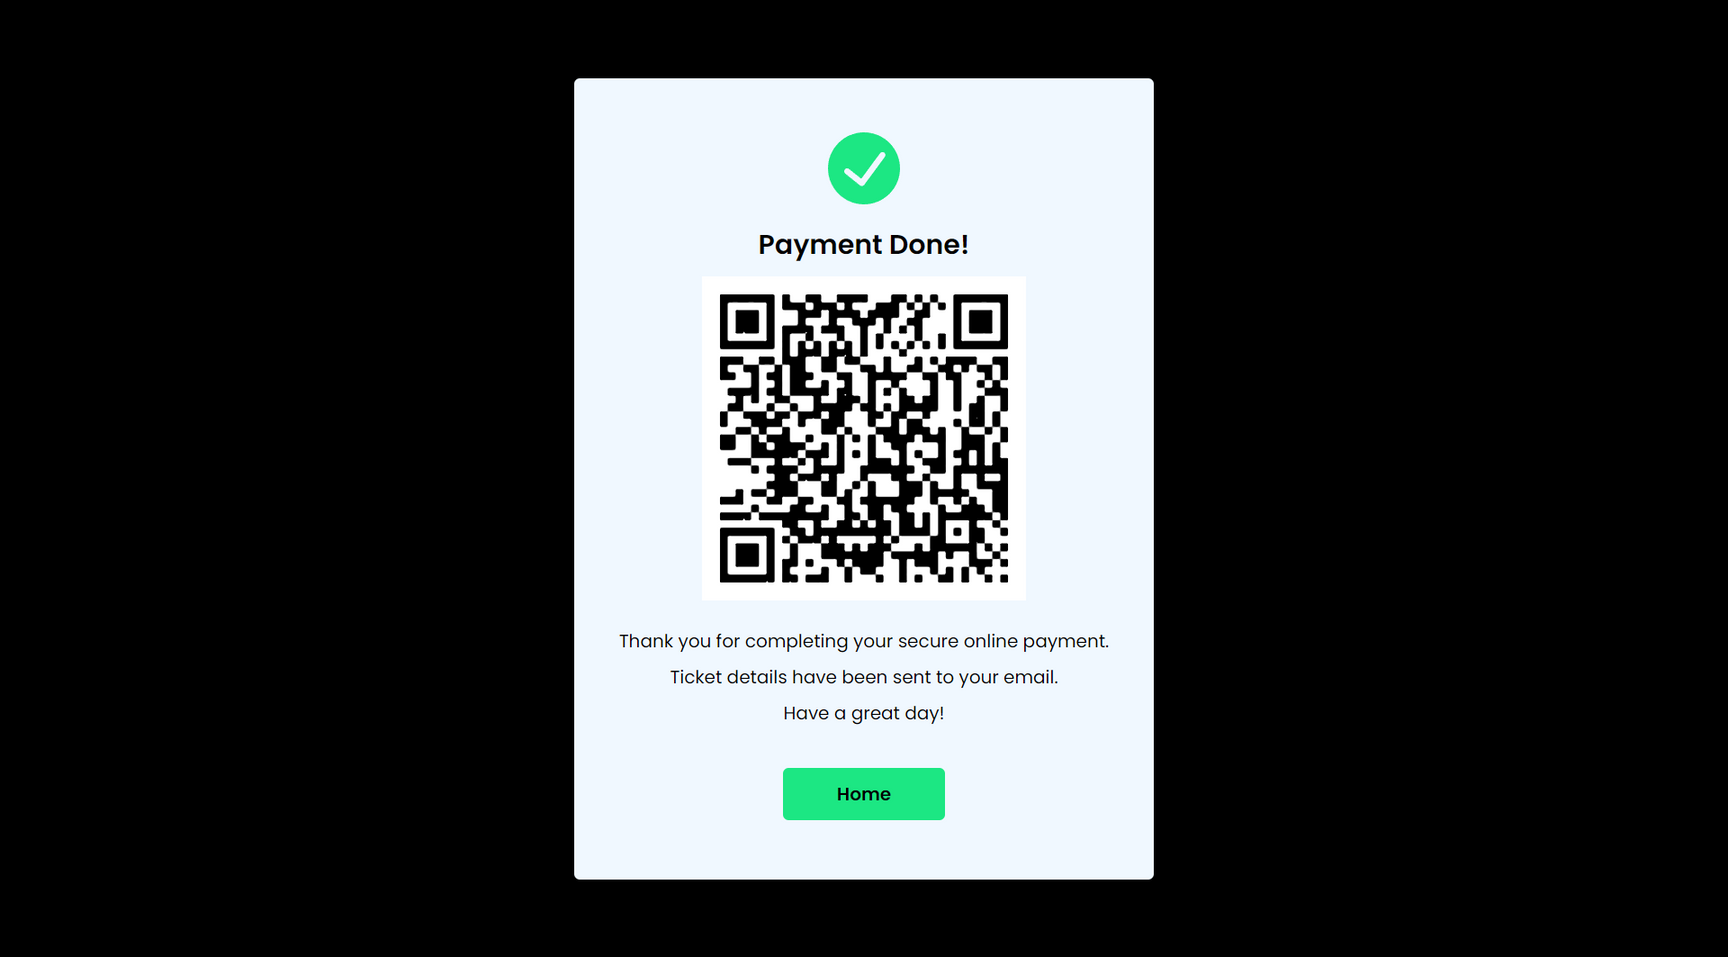 Payment Done!
Thank you for completing your secure online payment.
Ticket details have been sent to your email.
Have a great day!
Home